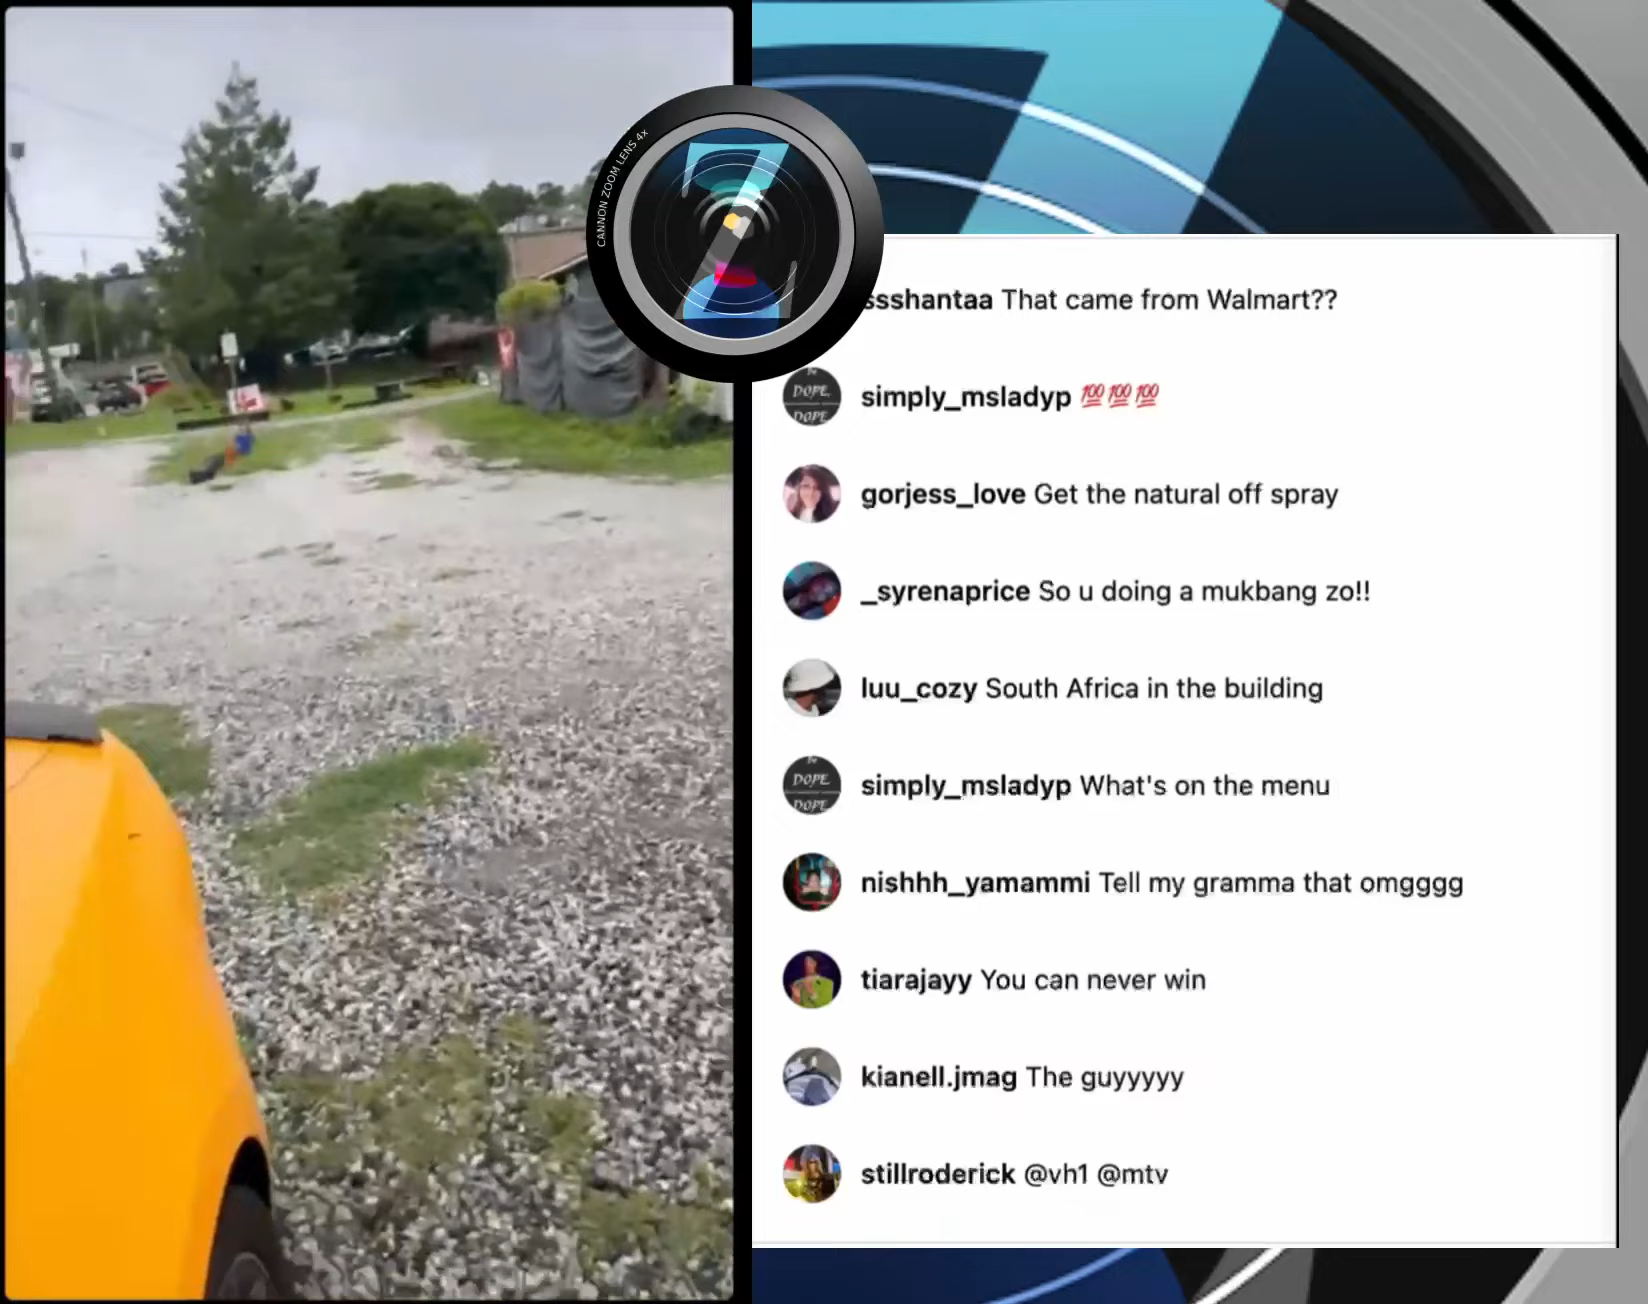 CANNON ZOOM LENS 4x
ssshantaa That came from Walmart??
simply_msladyp 💯💯💯
gorjess_love Get the natural off spray
_syrenaprice So u doing a mukbang zo!!
luu_cozy South Africa in the building
simply_msladyp What's on the menu
nishhh_yamammi Tell my gramma that omgggg
tiarajayy You can never win
kianell.jmag The guyyyyy
stillroderick @vh1 @mtv
DOPE
DOPE
DOPE
DOPE